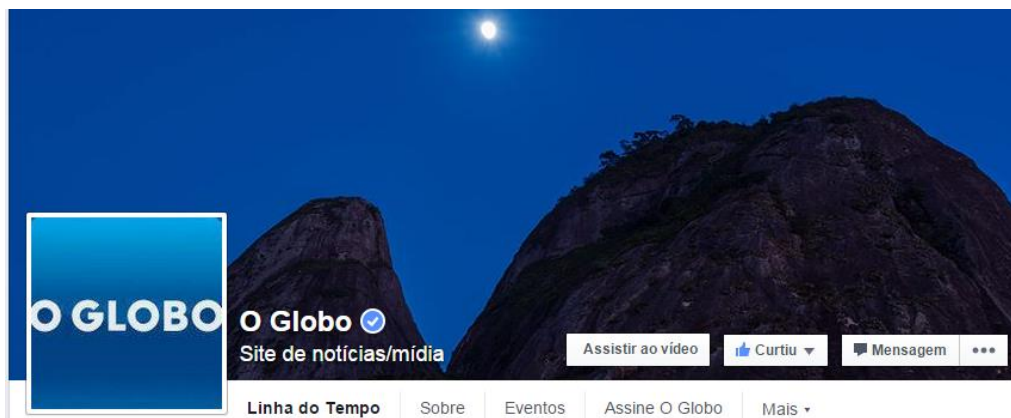 O GLOBO
O Globo
Site de notícias/mídia
Assistir ao vídeo
Curtiu
Mensagem
Linha do Tempo
Sobre
Eventos
Assine O Globo
Mais